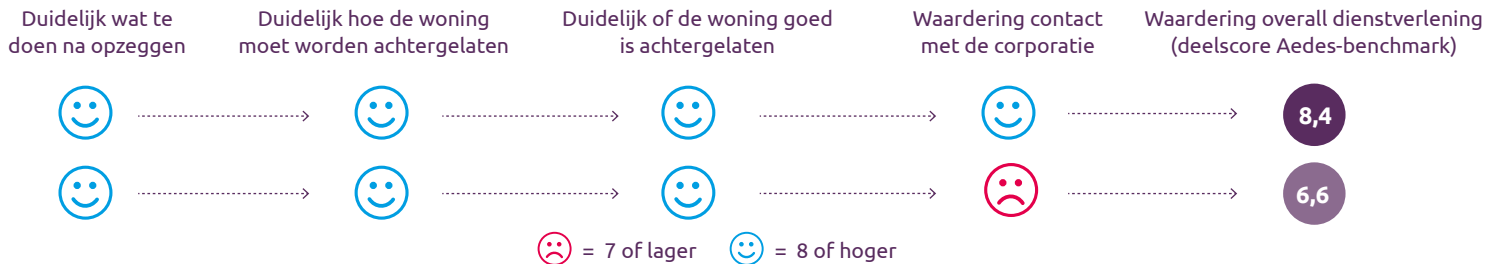 Duidelijk wat te
doen na opzeggen
Duidelijk hoe de woning
moet worden achtergelaten
Duidelijk of de woning goed
is achtergelaten
Waardering contact
met de corporatie
Waardering overall dienstverlening
(deelscore Aedes-benchmark)
8,4
6,6
= 7 of lager
= 8 of hoger